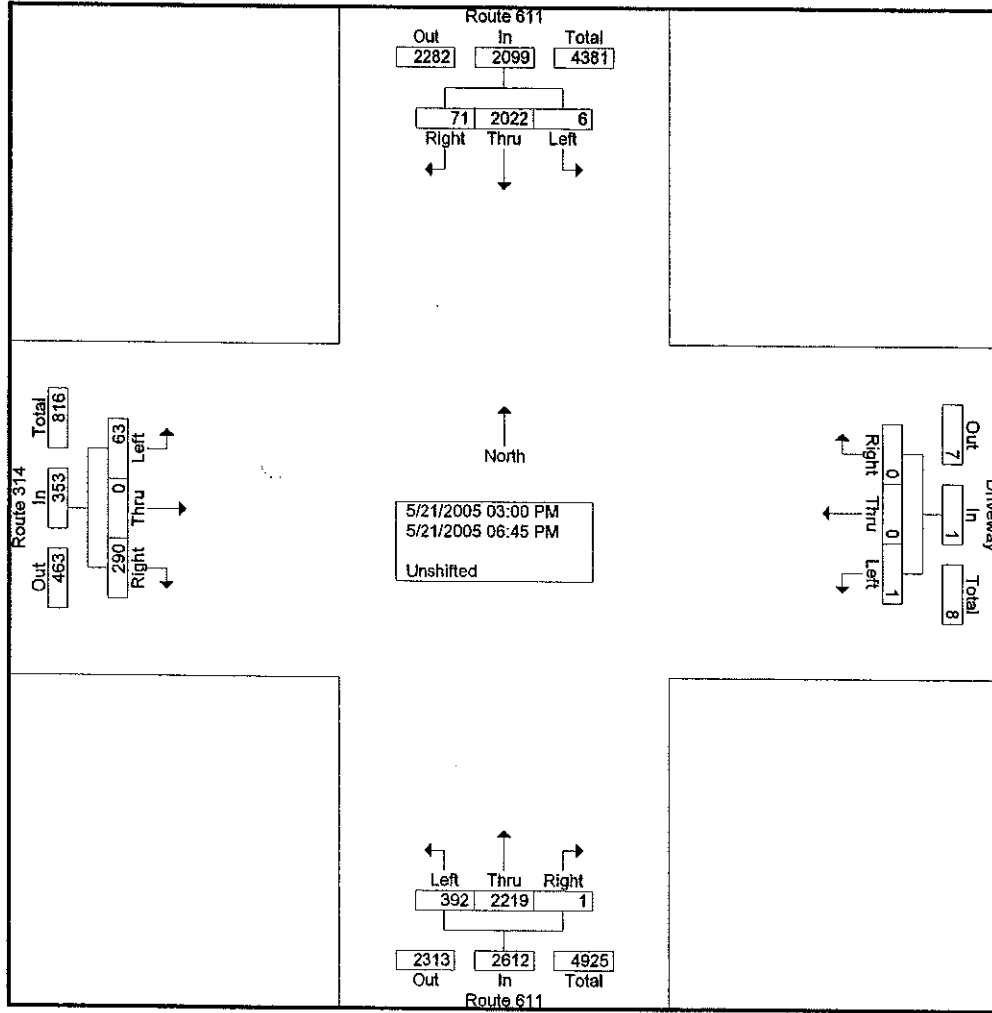 Route 611
Out In Total
2282 2099 4381
71 2022 6
Right Thru Left
Route 314
Total In Out
816 353 463
63 0 290
Left Thru Right
North
5/21/2005 03:00 PM
5/21/2005 06:45 PM
Unshifted
Right Thru Left
0 0 1
Out In Total
7 1 8
Driveway
Left Thru Right
392 2219 1
2313 2612 4925
Out In Total
Route 611